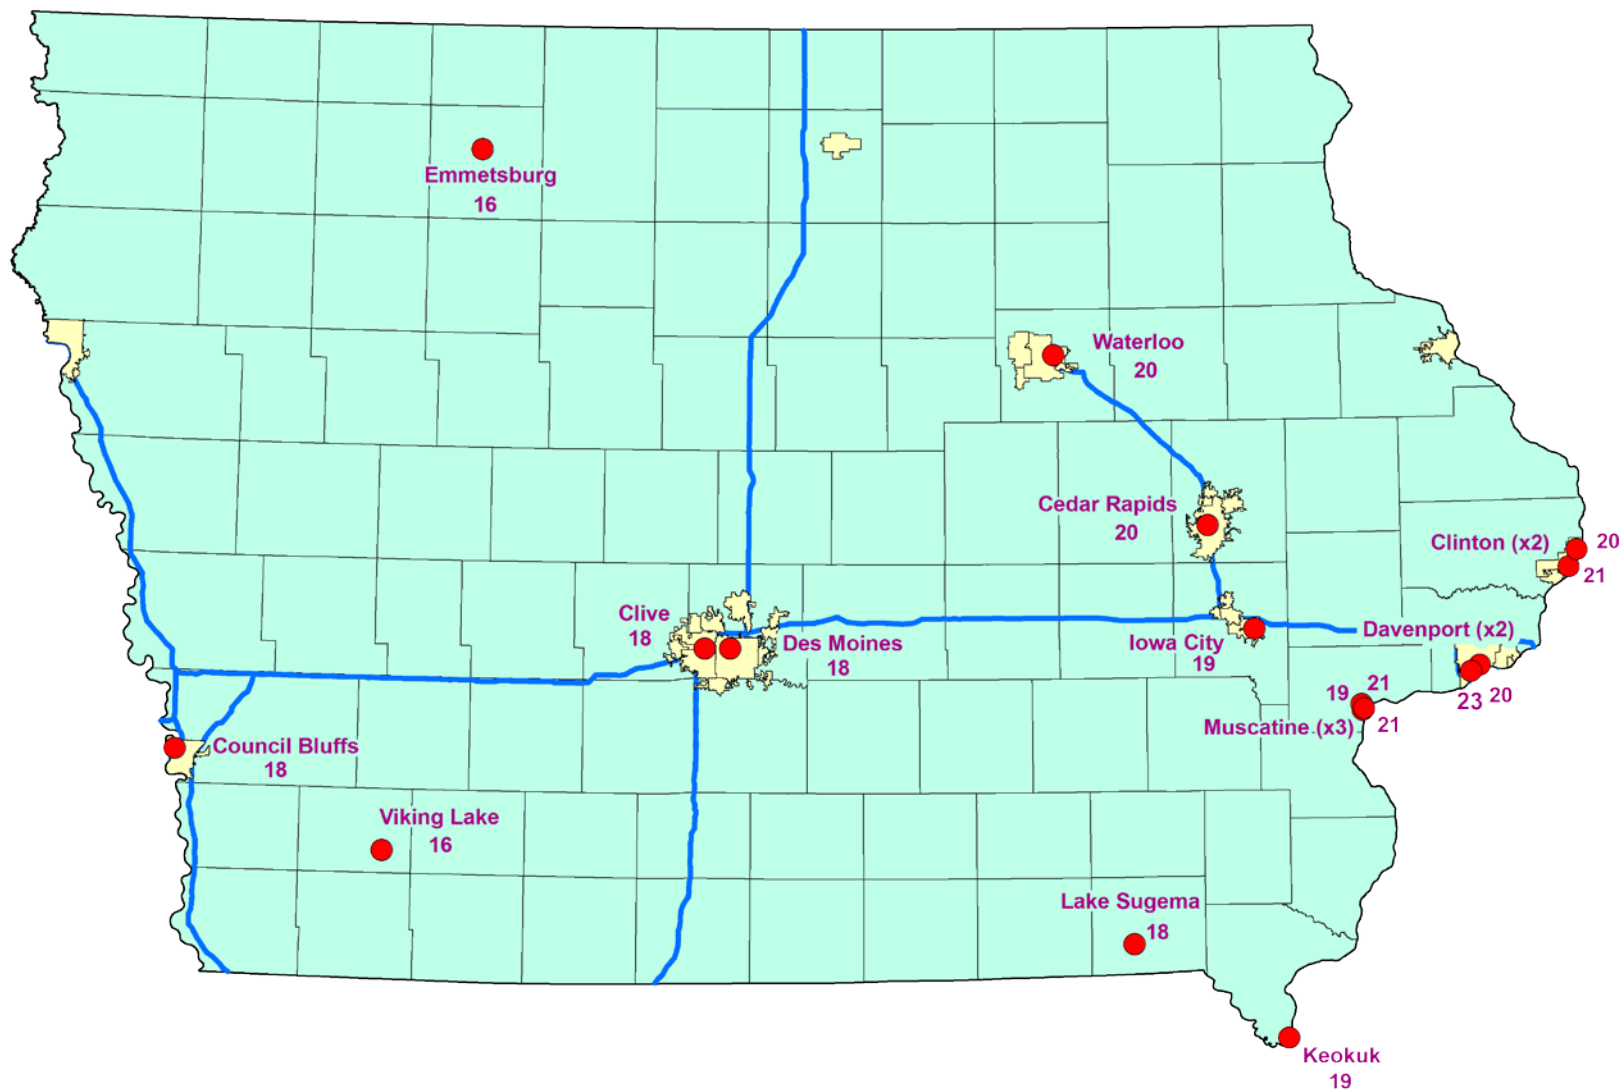 Emmetsburg
16
Waterloo
20
Cedar Rapids
20
Clinton (x2)
20
21
Clive
18
Des Moines
18
Iowa City
19
Davenport (x2)
23 20
19 21
Muscatine (x3) 21
Council Bluffs
18
Viking Lake
16
Lake Sugema
18
Keokuk
19